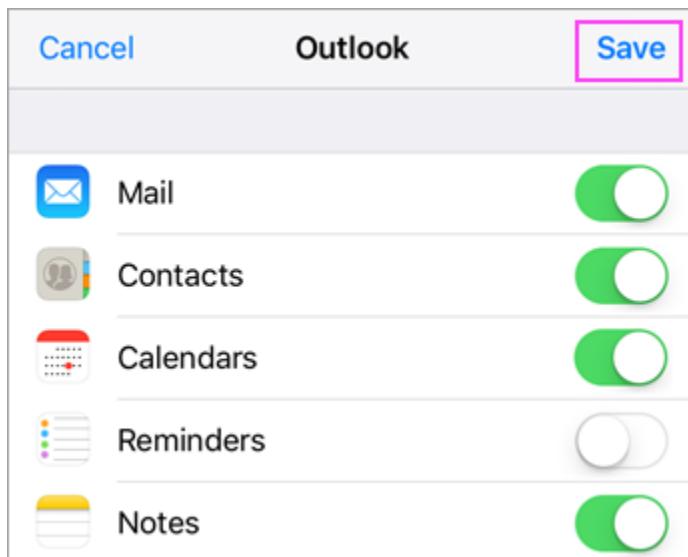 Cancel Outlook Save
Mail
Contacts
Calendars
Reminders
Notes